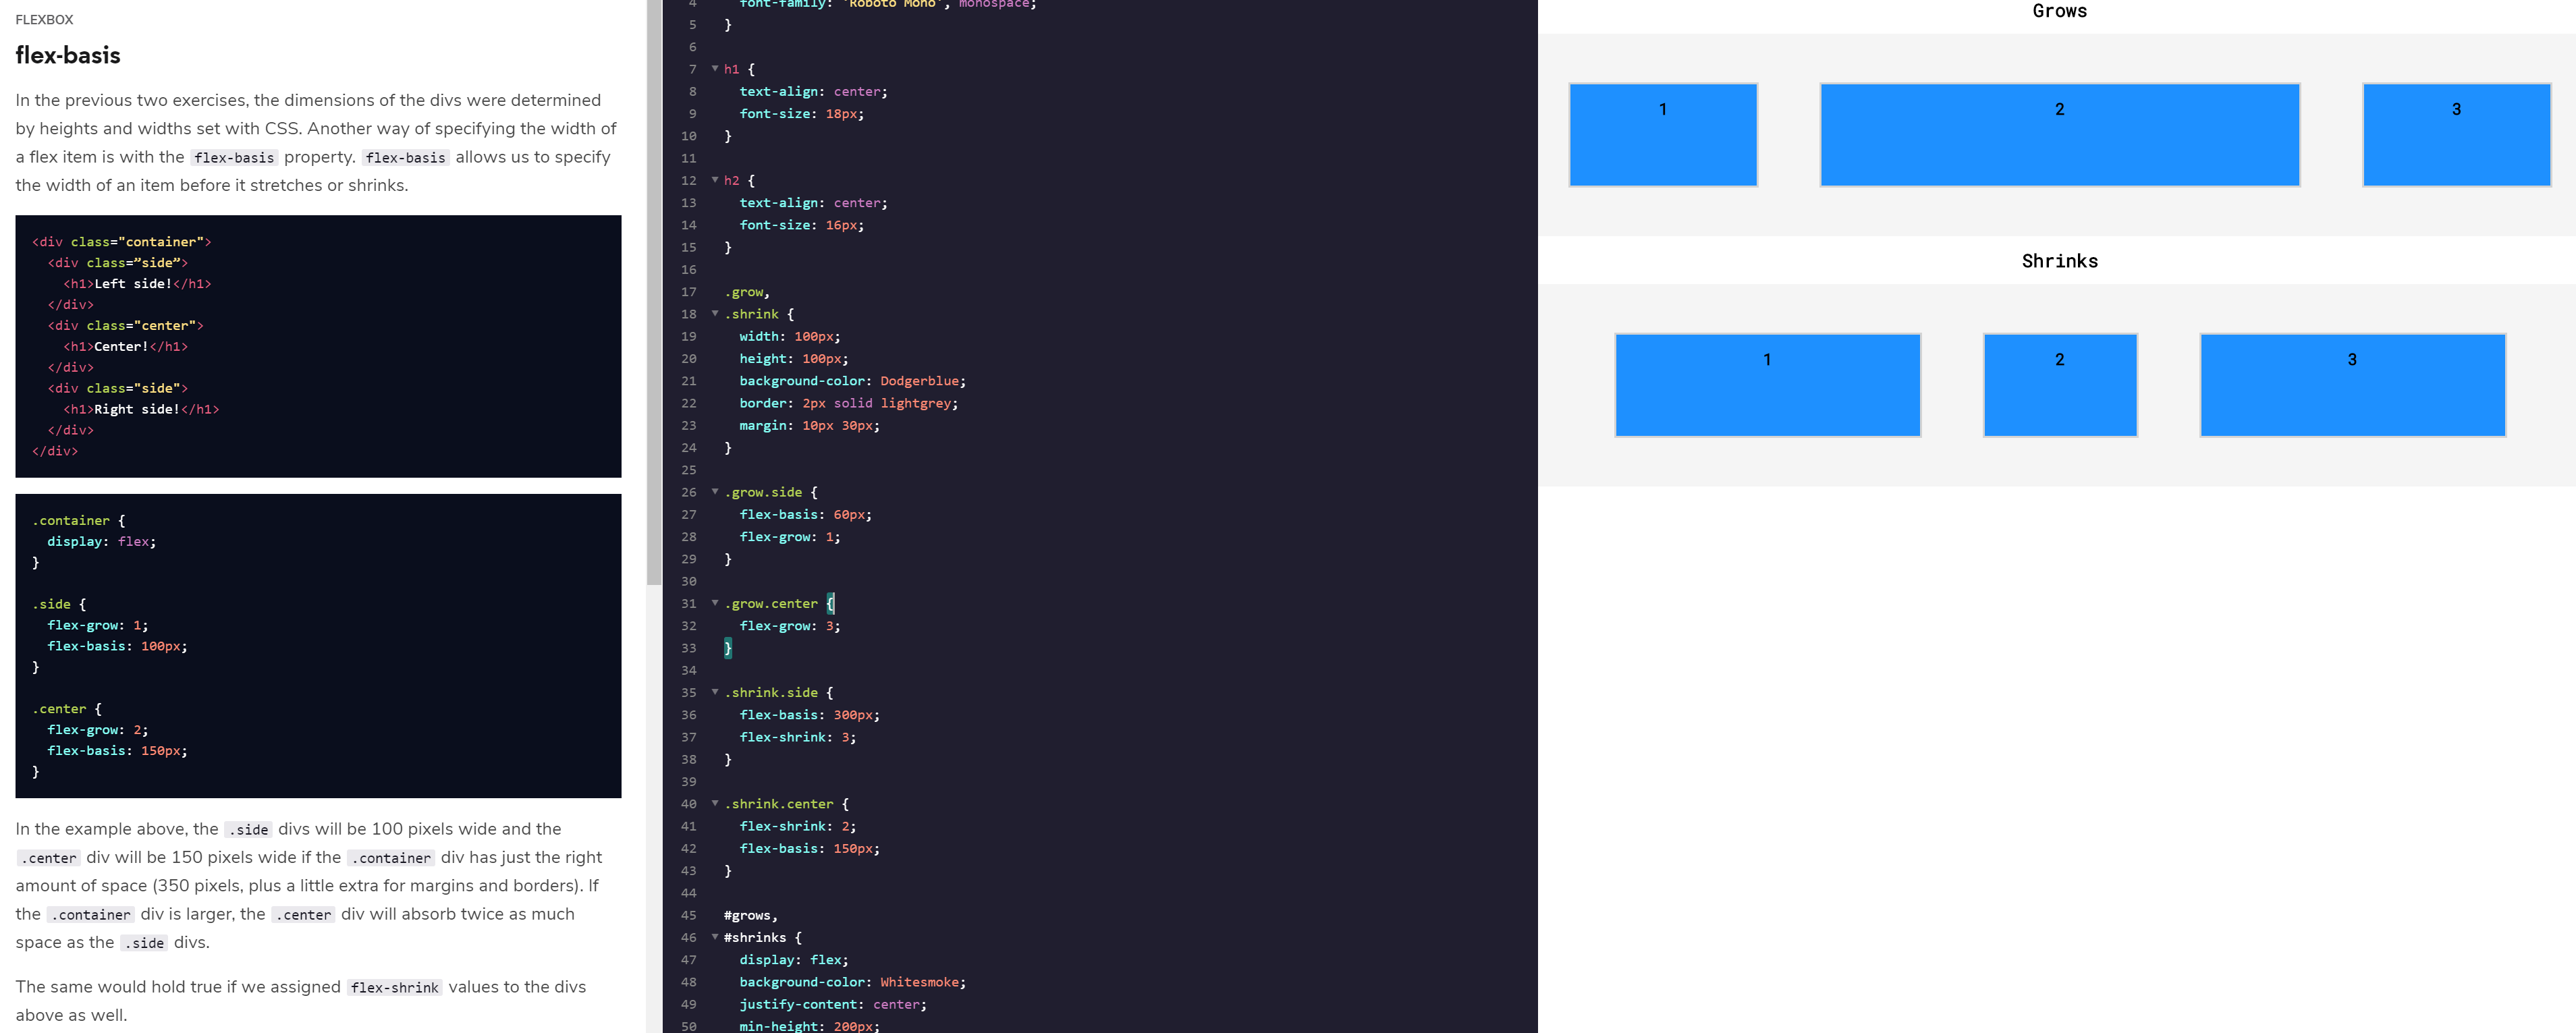 FLEXBOX
flex-basis
In the previous two exercises, the dimensions of the divs were determined
by heights and widths set with CSS. Another way of specifying the width of
a flex item is with the flex-basis property. flex-basis allows us to specify
the width of an item before it stretches or shrinks.
<div class="container">
  <div class=”side”>
    <h1>Left side!</h1>
  </div>
  <div class="center">
    <h1>Center!</h1>
  </div>
  <div class="side">
    <h1>Right side!</h1>
  </div>
</div>
.container {
  display: flex;
}
.side {
  flex-grow: 1;
  flex-basis: 100px;
}
.center {
  flex-grow: 2;
  flex-basis: 150px;
}
In the example above, the .side divs will be 100 pixels wide and the
.center div will be 150 pixels wide if the .container div has just the right
amount of space (350 pixels, plus a little extra for margins and borders). If
the .container div is larger, the .center div will absorb twice as much
space as the .side divs.
The same would hold true if we assigned flex-shrink values to the divs
above as well.
4   font-family: 'Roboto Mono', monospace;
5 }
6
7 h1 {
8   text-align: center;
9   font-size: 18px;
10 }
11
12 h2 {
13   text-align: center;
14   font-size: 16px;
15 }
16
17 .grow,
18 .shrink {
19   width: 100px;
20   height: 100px;
21   background-color: Dodgerblue;
22   border: 2px solid lightgrey;
23   margin: 10px 30px;
24 }
25
26 .grow.side {
27   flex-basis: 60px;
28   flex-grow: 1;
29 }
30
31 .grow.center {
32   flex-grow: 3;
33 }
34
35 .shrink.side {
36   flex-basis: 300px;
37   flex-shrink: 3;
38 }
39
40 .shrink.center {
41   flex-shrink: 2;
42   flex-basis: 150px;
43 }
44
45 #grows,
46 #shrinks {
47   display: flex;
48   background-color: Whitesmoke;
49   justify-content: center;
50   min-height: 200px;
Grows
1 2 3
Shrinks
1 2 3